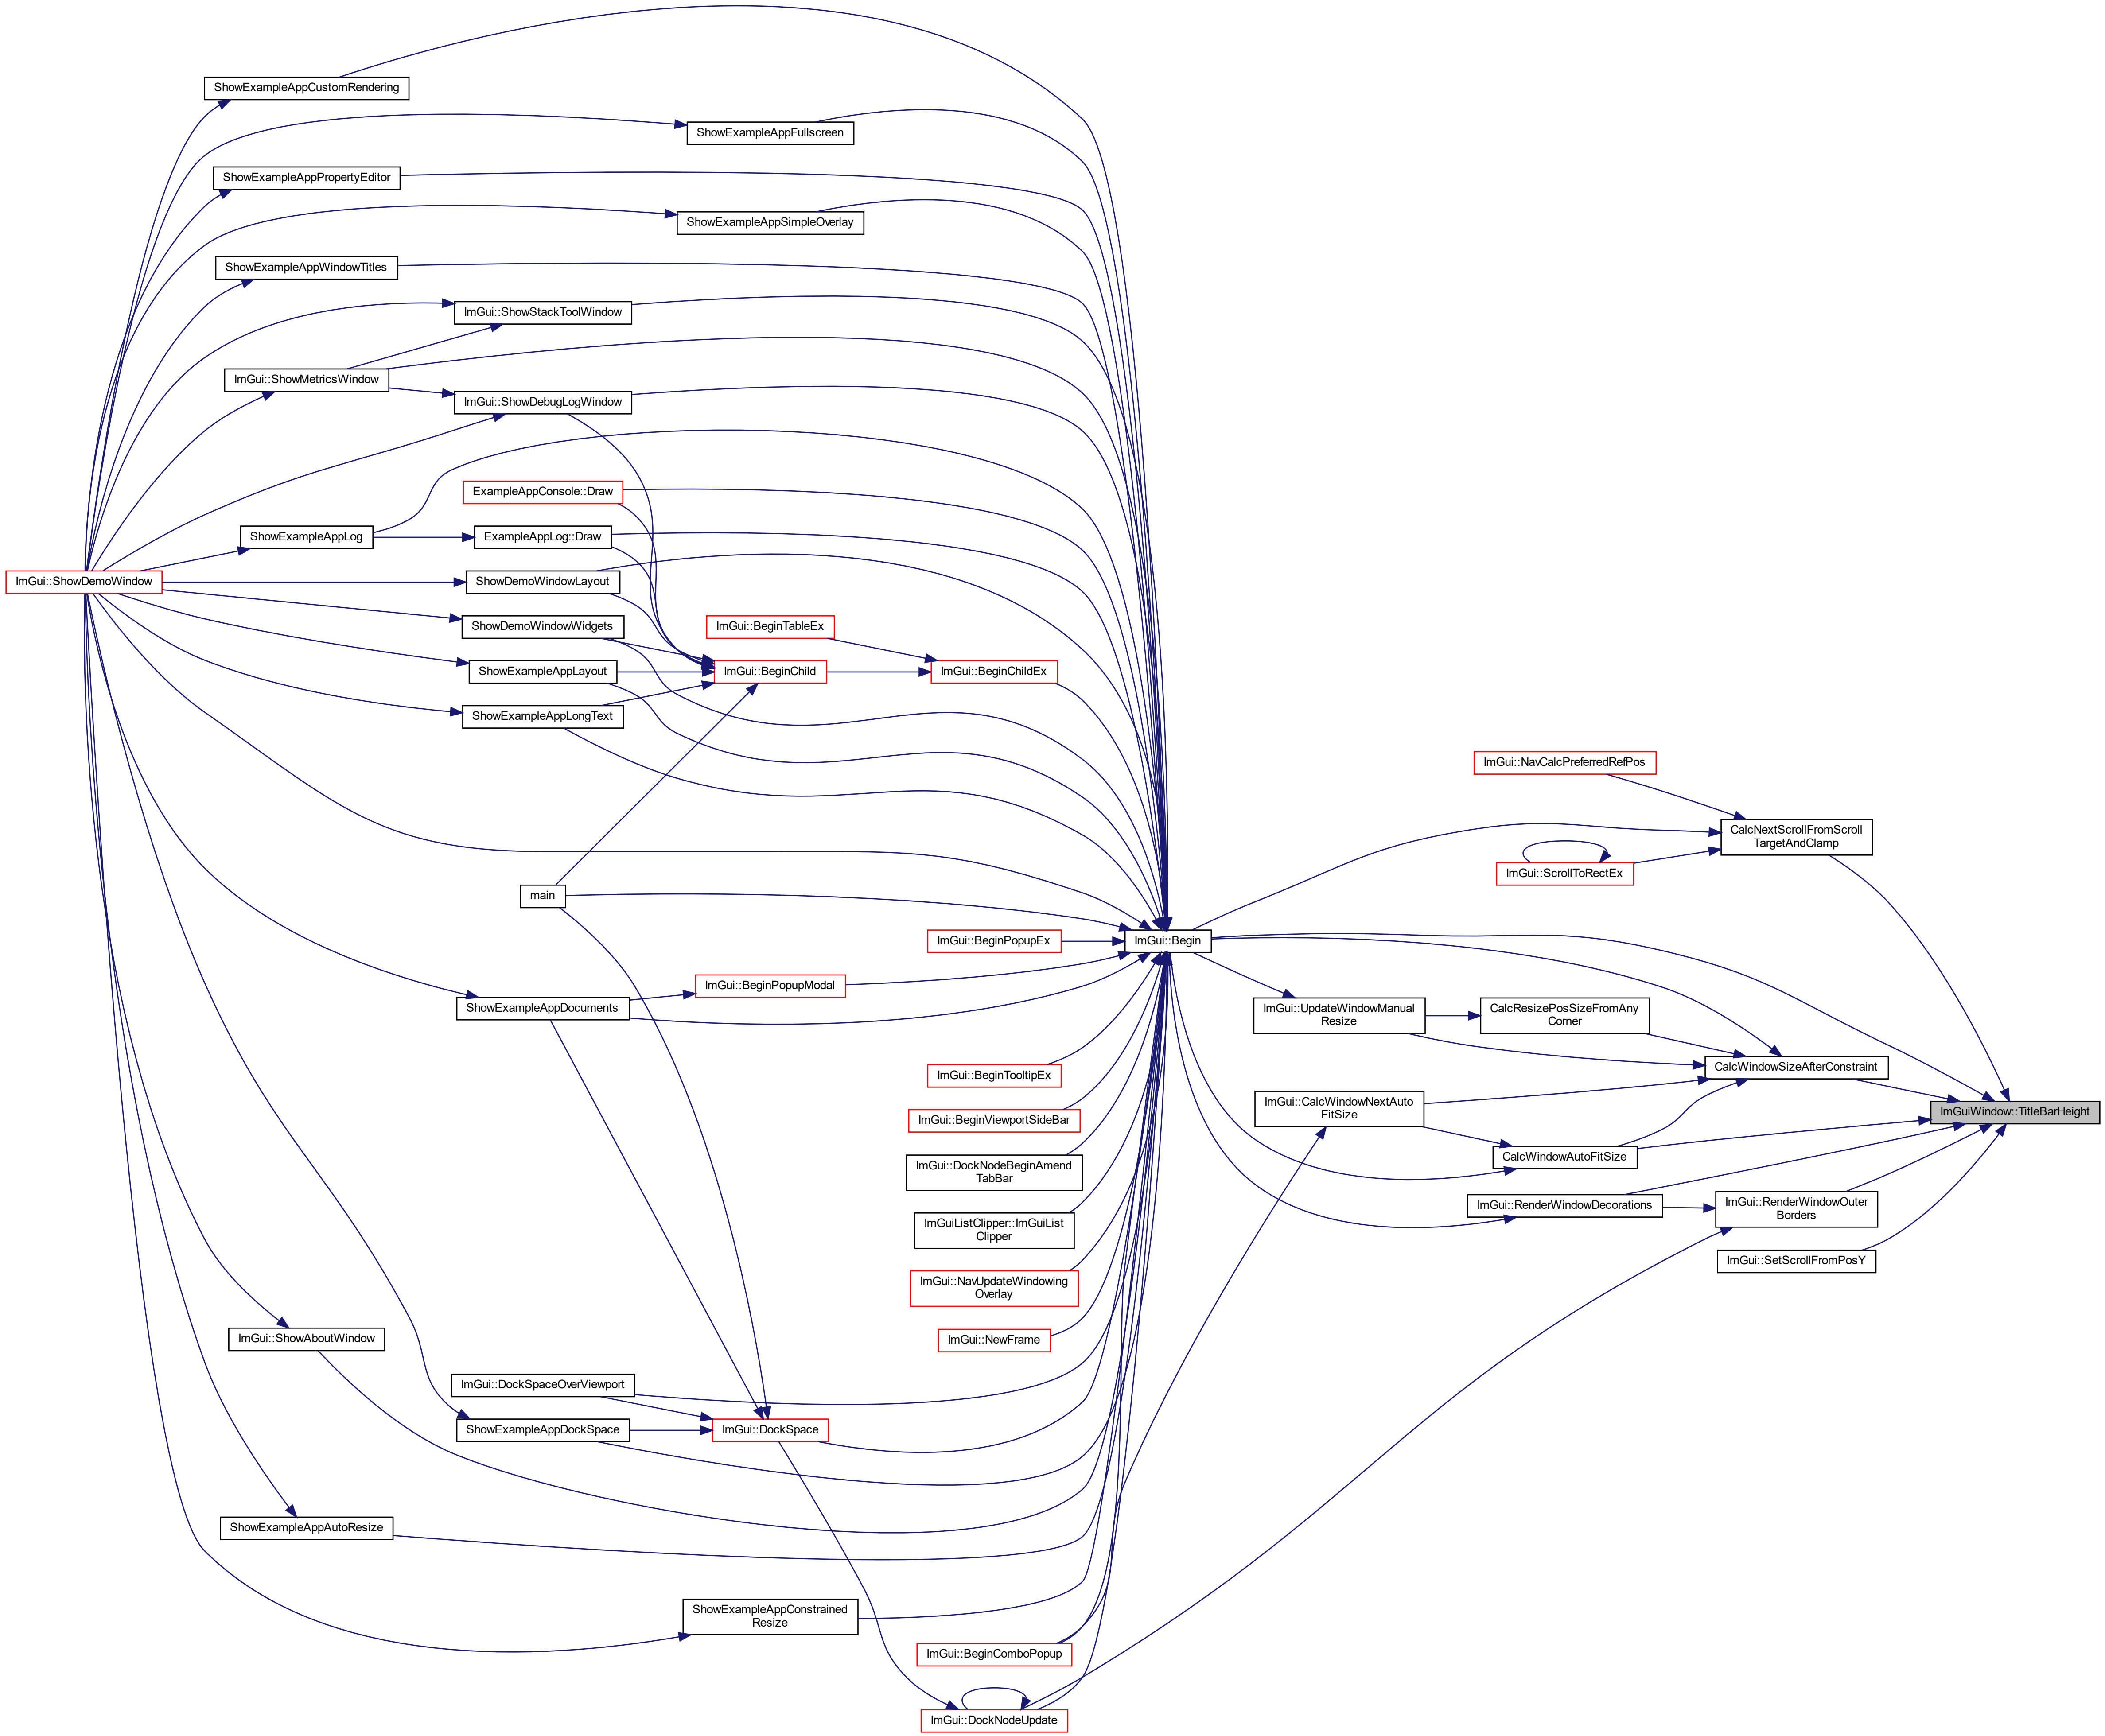 ShowExampleAppCustomRendering
ShowExampleAppFullscreen
ShowExampleAppPropertyEditor
ShowExampleAppSimpleOverlay
ShowExampleAppWindowTitles
ImGui::ShowStackToolWindow
ImGui::ShowMetricsWindow
ImGui::ShowDebugLogWindow
ExampleAppConsole::Draw
ShowExampleAppLog
ExampleAppLog::Draw
ImGui::ShowDemoWindow
ShowDemoWindowLayout
ShowDemoWindowWidgets
ImGui::BeginTableEx
ShowExampleAppLayout
ImGui::BeginChild
ImGui::BeginChildEx
ShowExampleAppLongText
ImGui::NavCalcPreferredRefPos
CalcNextScrollFromScroll
TargetAndClamp
ImGui::ScrollToRectEx
main
ImGui::BeginPopupEx
ImGui::Begin
ImGui::BeginPopupModal
ShowExampleAppDocuments
ImGui::UpdateWindowManual
Resize
CalcResizePosSizeFromAny
Corner
ImGui::BeginTooltipEx
CalcWindowSizeAfterConstraint
ImGui::BeginViewportSideBar
ImGui::CalcWindowNextAuto
FitSize
ImGuiWindow::TitleBarHeight
ImGui::DockNodeBeginAmend
TabBar
CalcWindowAutoFitSize
ImGui::RenderWindowDecorations
ImGui::RenderWindowOuter
Borders
ImGuiListClipper::ImGuiList
Clipper
ImGui::SetScrollFromPosY
ImGui::NavUpdateWindowing
Overlay
ImGui::ShowAboutWindow
ImGui::NewFrame
ImGui::DockSpaceOverViewport
ShowExampleAppDockSpace
ImGui::DockSpace
ShowExampleAppAutoResize
ShowExampleAppConstrained
Resize
ImGui::BeginComboPopup
ImGui::DockNodeUpdate